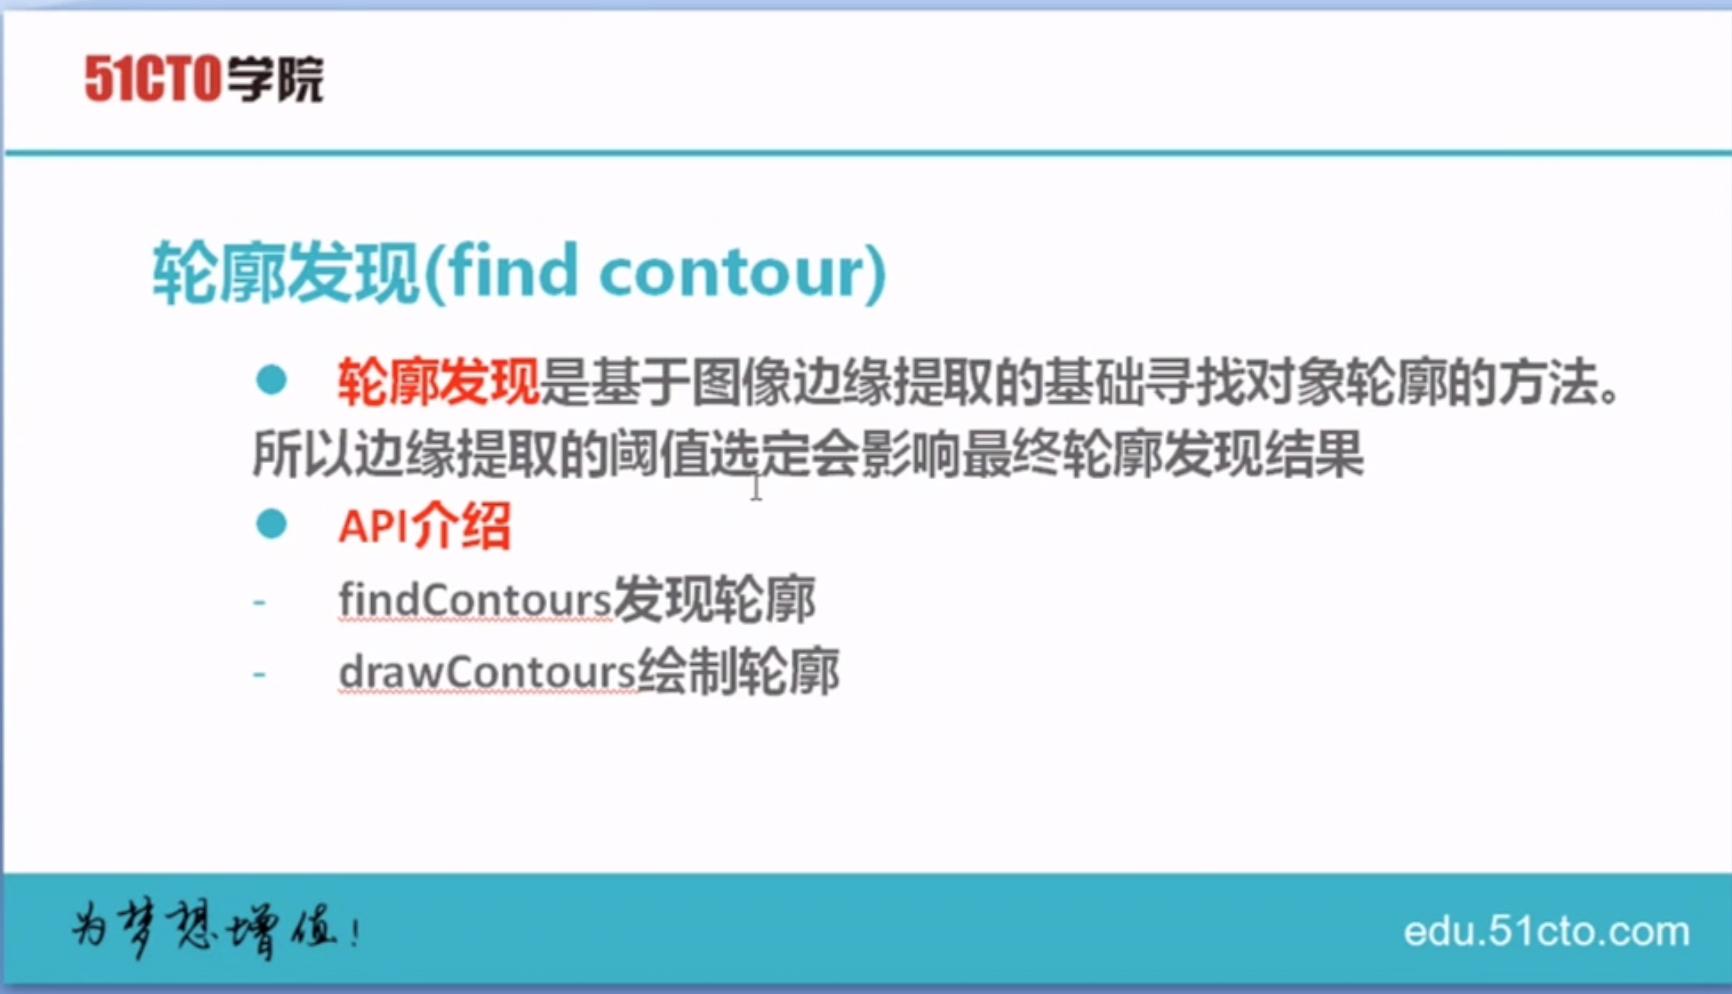 51CTO学院
轮廓发现(find contour)
● 轮廓发现是基于图像边缘提取的基础寻找对象轮廓的方法。
所以边缘提取的阈值选定会影响最终轮廓发现结果
● API介绍
- findContours发现轮廓
- drawContours绘制轮廓
为梦想增值!
edu.51cto.com